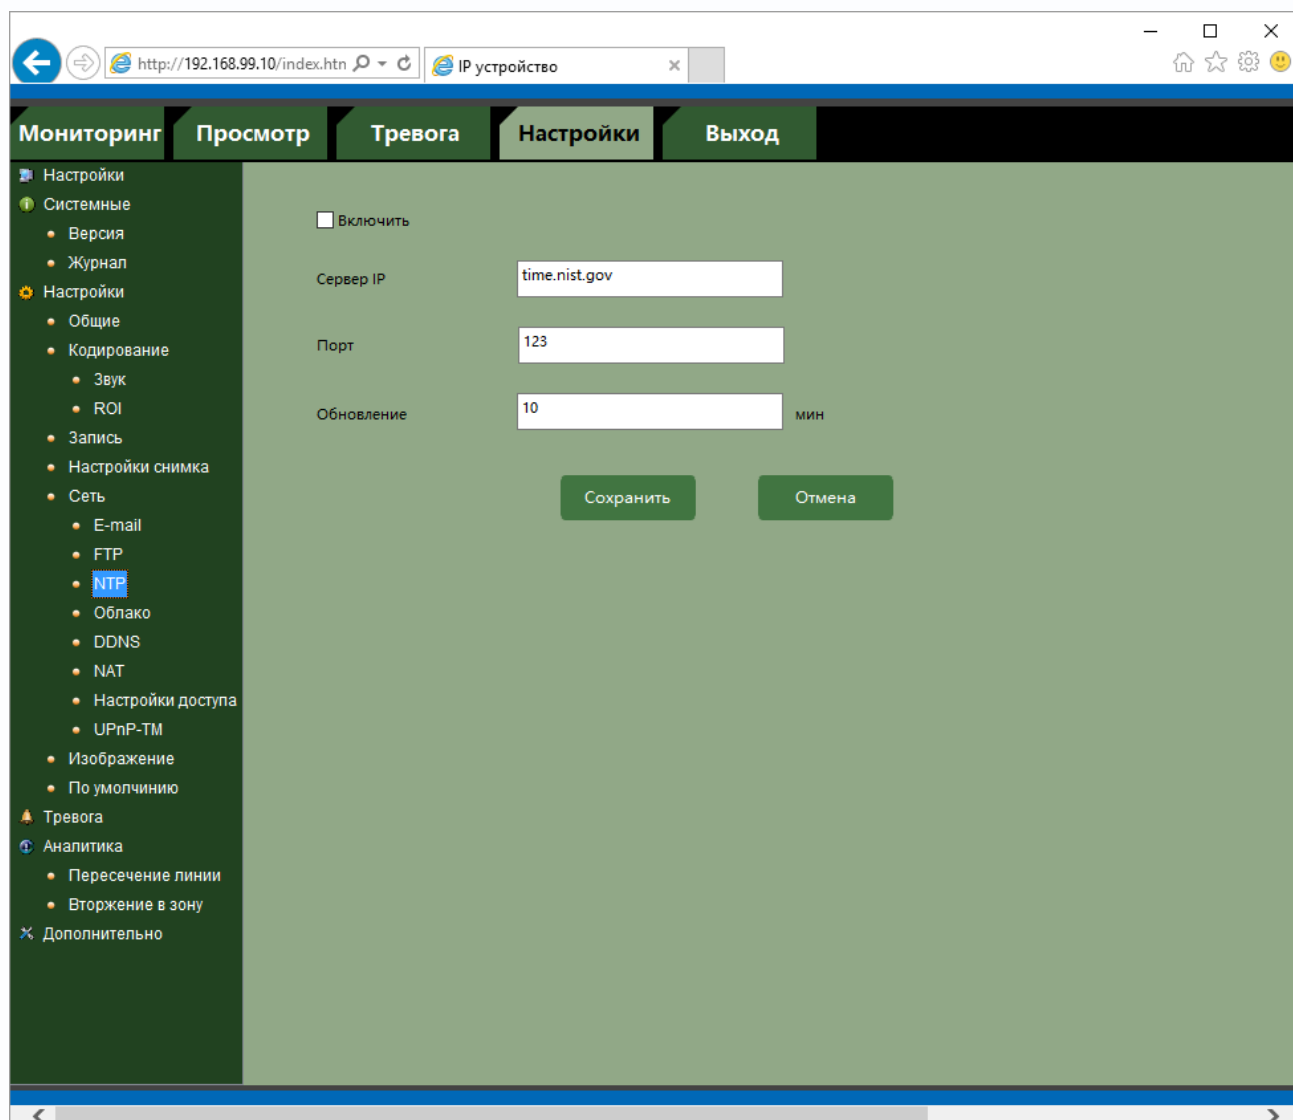 http://192.168.99.10/index.htn
IP устройство
Мониторинг
Просмотр
Тревога
Настройки
Выход
Настройки
Системные
Версия
Журнал
Настройки
Общие
Кодирование
Звук
ROI
Запись
Настройки снимка
Сеть
E-mail
FTP
NTP
Облако
DDNS
NAT
Настройки доступа
UPnP-TM
Изображение
По умолчинию
Тревога
Аналитика
Пересечение линии
Вторжение в зону
Дополнительно
Включить
Сервер IP
time.nist.gov
Порт
123
Обновление
10
мин
Сохранить
Отмена